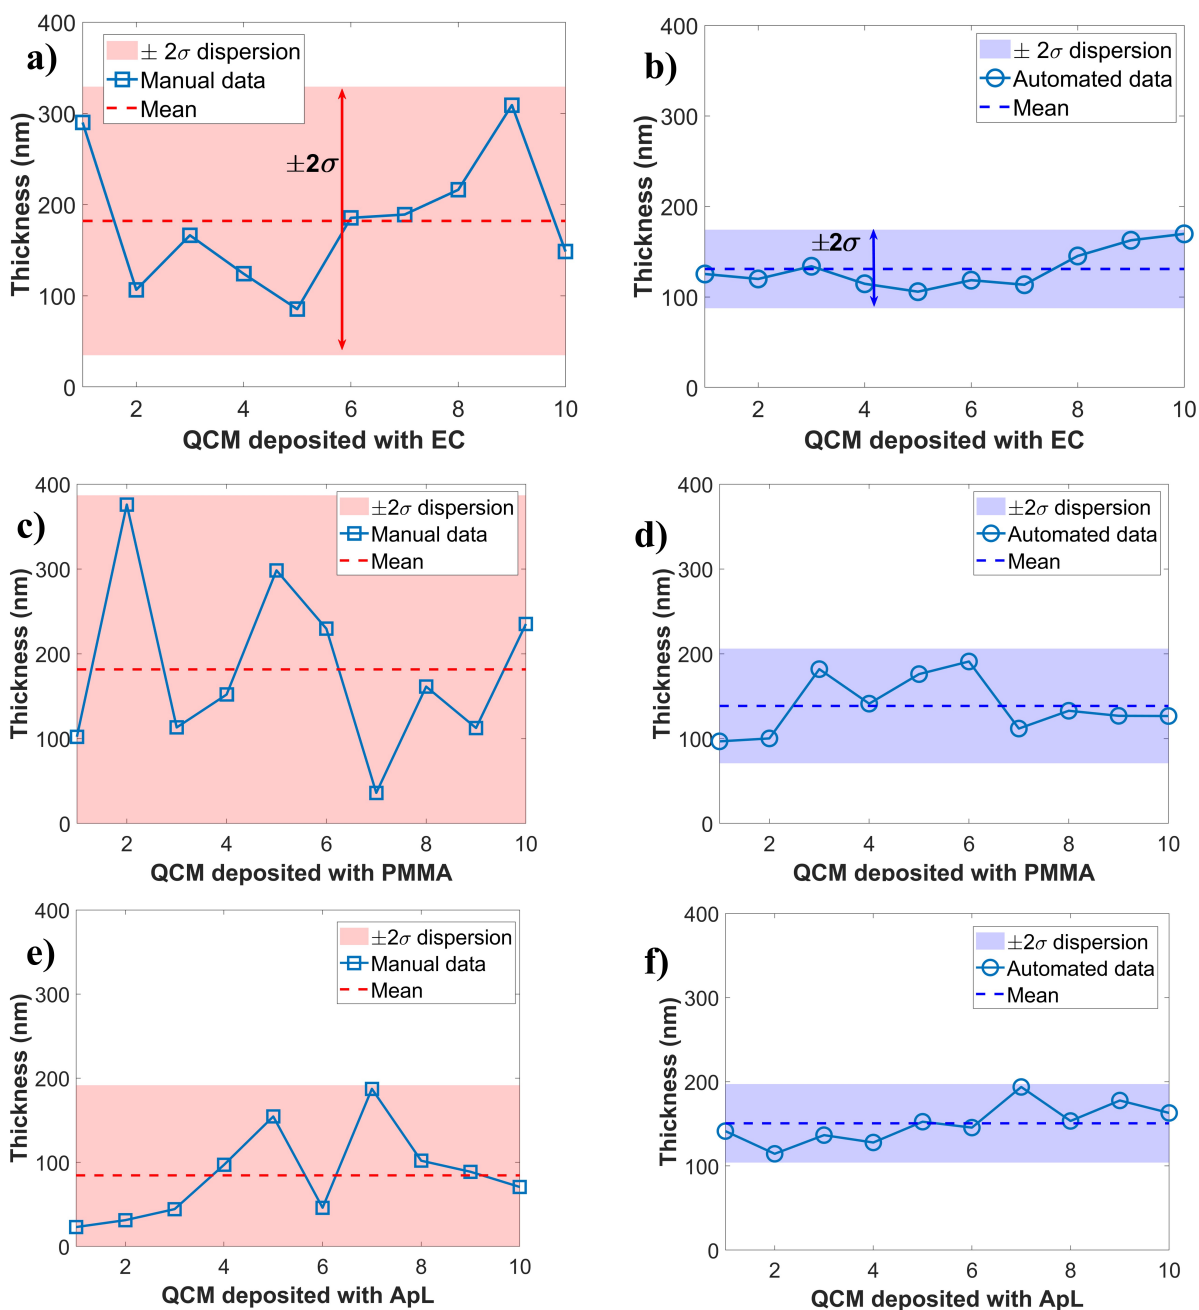 a)
400
300
200
100
0
Thickness (nm)
± 2σ dispersion
Manual data
Mean
±2σ
2 4 6 8 10
QCM deposited with EC
b)
400
300
200
100
0
Thickness (nm)
± 2σ dispersion
Automated data
Mean
±2σ
2 4 6 8 10
QCM deposited with EC
c)
400
300
200
100
0
Thickness (nm)
±2σ dispersion
Manual data
Mean
2 4 6 8 10
QCM deposited with PMMA
d)
400
300
200
100
0
Thickness (nm)
±2σ dispersion
Automated data
Mean
2 4 6 8 10
QCM deposited with PMMA
e)
400
300
200
100
0
Thickness (nm)
±2σ dispersion
Manual data
Mean
2 4 6 8 10
QCM deposited with ApL
f)
400
300
200
100
0
Thickness (nm)
±2σ dispersion
Automated data
Mean
2 4 6 8 10
QCM deposited with ApL